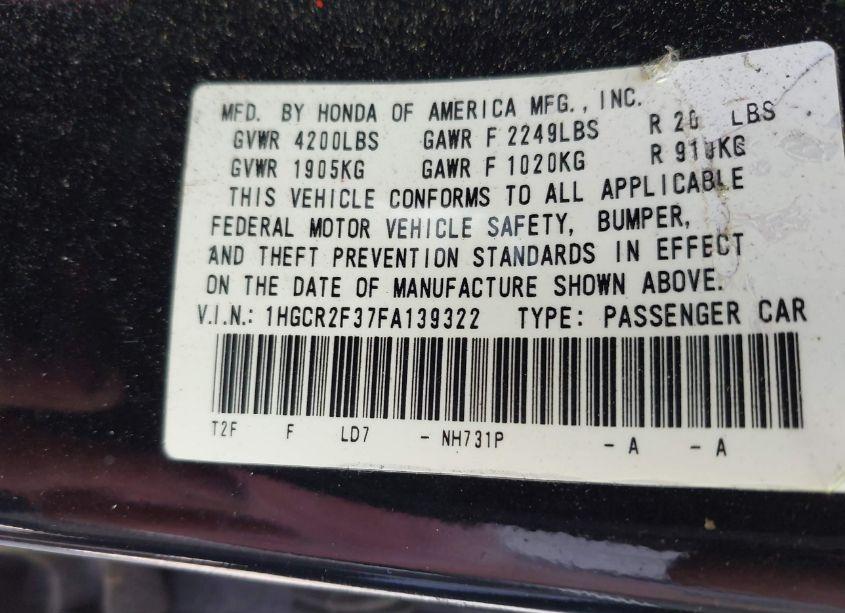 MFD. BY HONDA OF AMERICA MFG., INC.
GVWR 4200LBS GAWR F 2249LBS R LBS
GVWR 1905KG GAWR F 1020KG R
THIS VEHICLE CONFORMS TO ALL APPLICABLE
FEDERAL MOTOR VEHICLE SAFETY, BUMPER,
AND THEFT PREVENTION STANDARDS IN EFFECT
ON THE DATE OF MANUFACTURE SHOWN ABOVE.
V.I.N.: 1HGCR2F37FA139322 TYPE: PASSENGER CAR
T2F F LD7 - NH731P - A - A